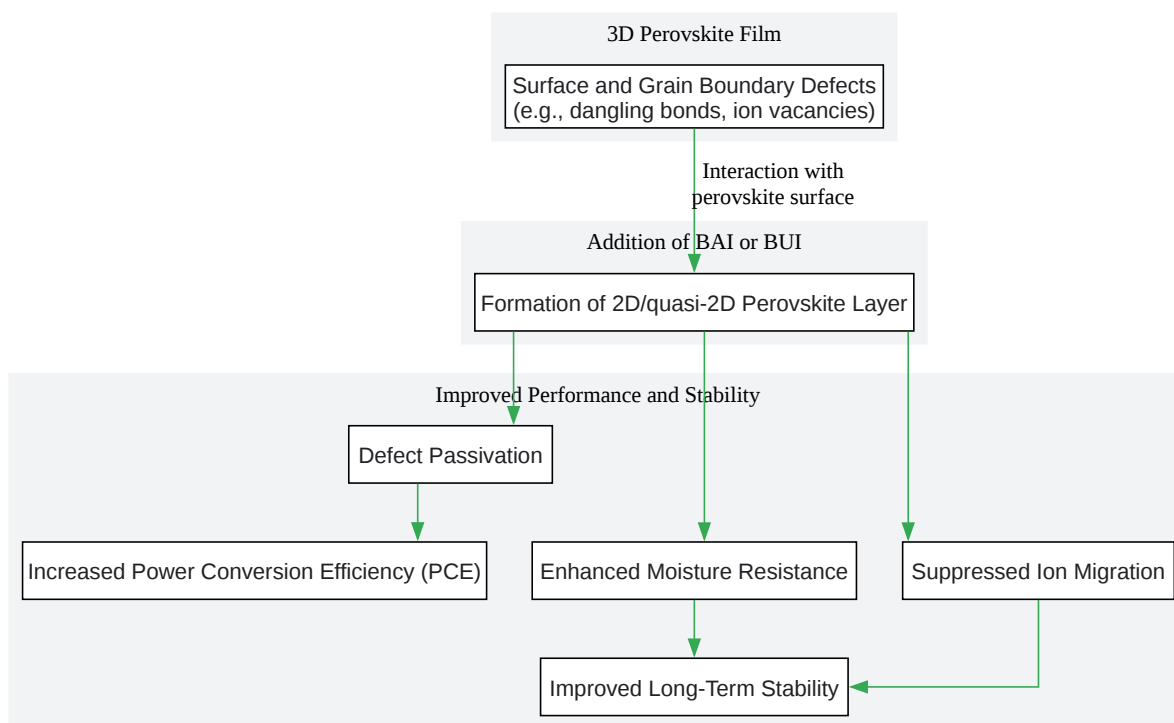 3D Perovskite Film
Surface and Grain Boundary Defects
(e.g., dangling bonds, ion vacancies)
Interaction with
perovskite surface
Addition of BAI or BUI
Formation of 2D/quasi-2D Perovskite Layer
Improved Performance and Stability
Defect Passivation
Increased Power Conversion Efficiency (PCE)
Enhanced Moisture Resistance
Suppressed Ion Migration
Improved Long-Term Stability